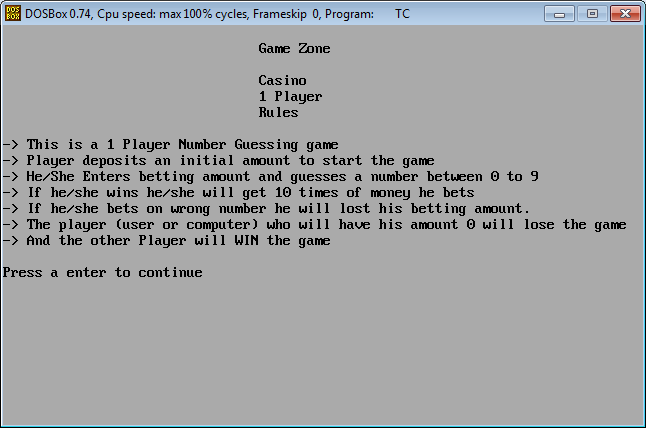 DOS BOX DOSBox 0.74, Cpu speed: max 100% cycles, Frameskip 0, Program: TC
Game Zone
Casino
1 Player
Rules
-> This is a 1 Player Number Guessing game
-> Player deposits an initial amount to start the game
-> He/She Enters betting amount and guesses a number between 0 to 9
-> If he/she wins he/she will get 10 times of money he bets
-> If he/she bets on wrong number he will lost his betting amount.
-> The player (user or computer) who will have his amount 0 will lose the game
-> And the other Player will WIN the game
Press a enter to continue